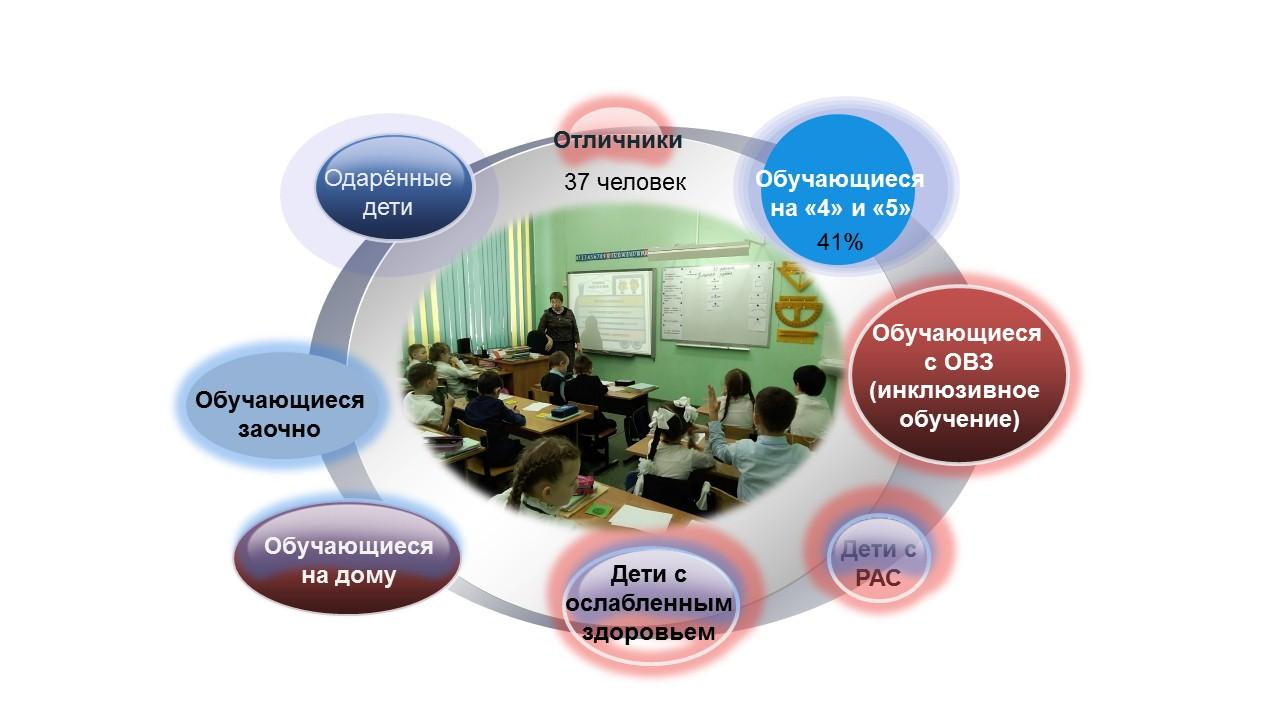 Отличники
37 человек
Одарённые
дети
Обучающиеся
на «4» и «5»
41%
Обучающиеся
с ОВЗ
(инклюзивное
обучение)
Обучающиеся
заочно
Обучающиеся
на дому
Дети с
ослабленным
здоровьем
Дети с
РАС